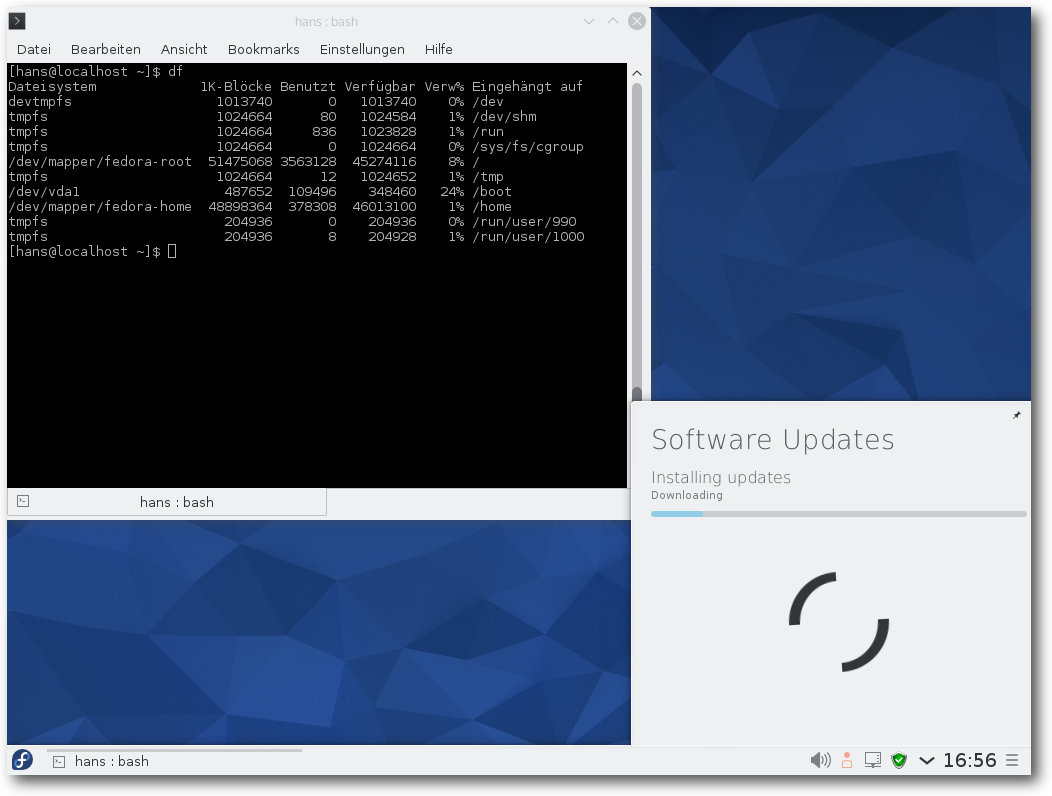 hans : bash
Datei Bearbeiten Ansicht Bookmarks Einstellungen Hilfe
[hans@localhost ~]$ df
Dateisystem 1K-Blöcke Benutzt Verfügbar Verw% Eingehängt auf
devtmpfs 1013740 0 1013740 0% /dev
tmpfs 1024664 80 1024584 1% /dev/shm
tmpfs 1024664 836 1023828 1% /run
tmpfs 1024664 0 1024664 0% /sys/fs/cgroup
/dev/mapper/fedora-root 51475068 3563128 45274116 8% /
tmpfs 1024664 12 1024652 1% /tmp
/dev/vda1 487652 109496 348460 24% /boot
/dev/mapper/fedora-home 48898364 378308 46013100 1% /home
tmpfs 204936 0 204936 0% /run/user/990
tmpfs 204936 8 204928 1% /run/user/1000
[hans@localhost ~]$
hans : bash
Software Updates
Installing updates
Downloading
hans : bash
16:56